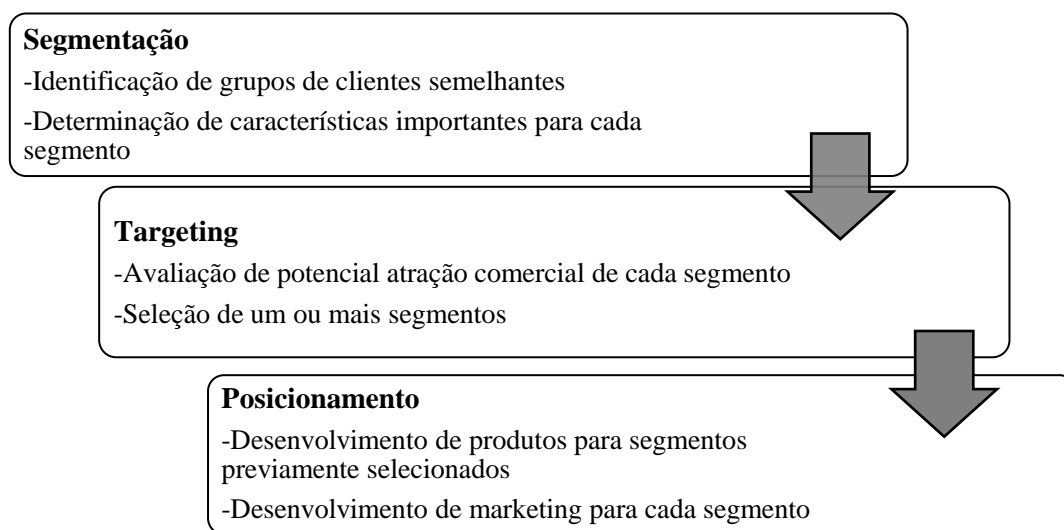 Segmentação
-Identificação de grupos de clientes semelhantes
-Determinação de características importantes para cada
segmento
Targeting
-Avaliação de potencial atração comercial de cada segmento
-Seleção de um ou mais segmentos
Posicionamento
-Desenvolvimento de produtos para segmentos
previamente selecionados
-Desenvolvimento de marketing para cada segmento